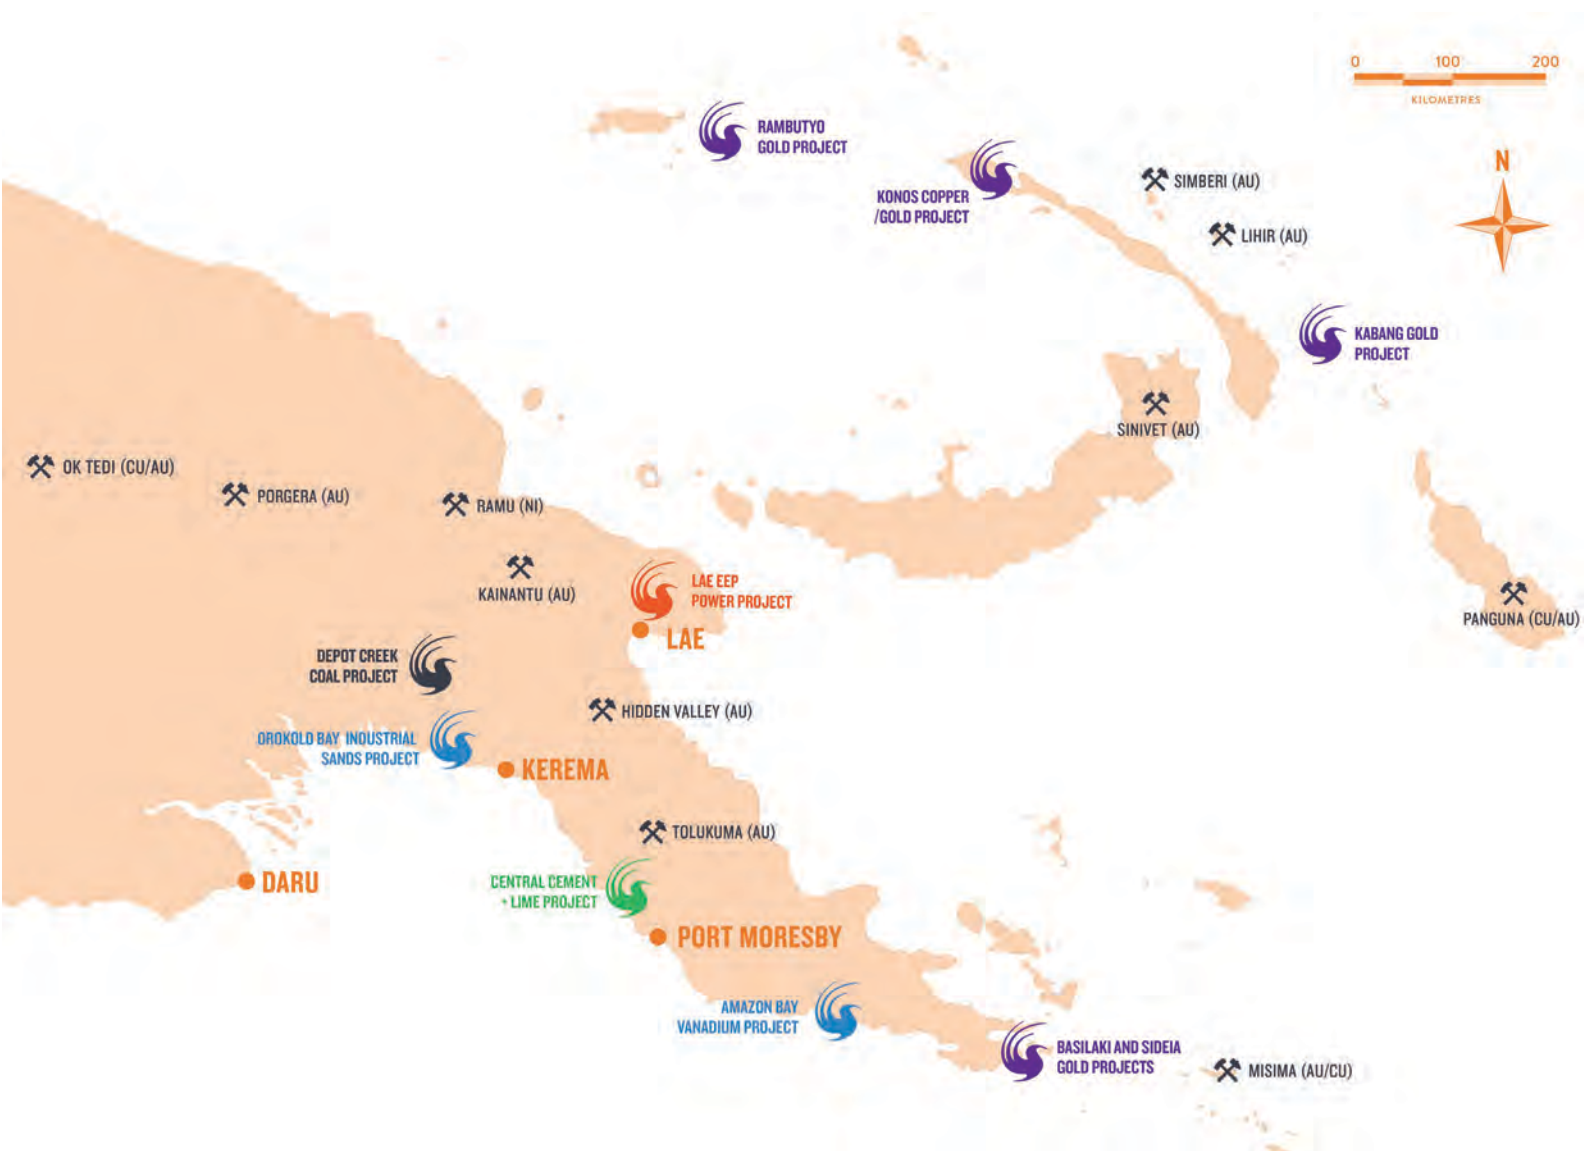 0 100 200
KILOMETRES
RAMBUTYO
GOLD PROJECT
N
KONOS COPPER
/GOLD PROJECT
SIMBERI (AU)
LIHIR (AU)
KABANG GOLD
PROJECT
SINIVET (AU)
OK TEDI (CU/AU)
PORGERA (AU)
RAMU (NI)
KAINANTU (AU)
LAE EEP
POWER PROJECT
LAE
PANGUNA (CU/AU)
DEPOT CREEK
COAL PROJECT
HIDDEN VALLEY (AU)
OROKOLO BAY INDUSTRIAL
SANDS PROJECT
KEREMA
TOLUKUMA (AU)
DARU
CENTRAL CEMENT
+ LIME PROJECT
PORT MORESBY
AMAZON BAY
VANADIUM PROJECT
BASILAKI AND SIDEIA
GOLD PROJECTS
MISIMA (AU/CU)